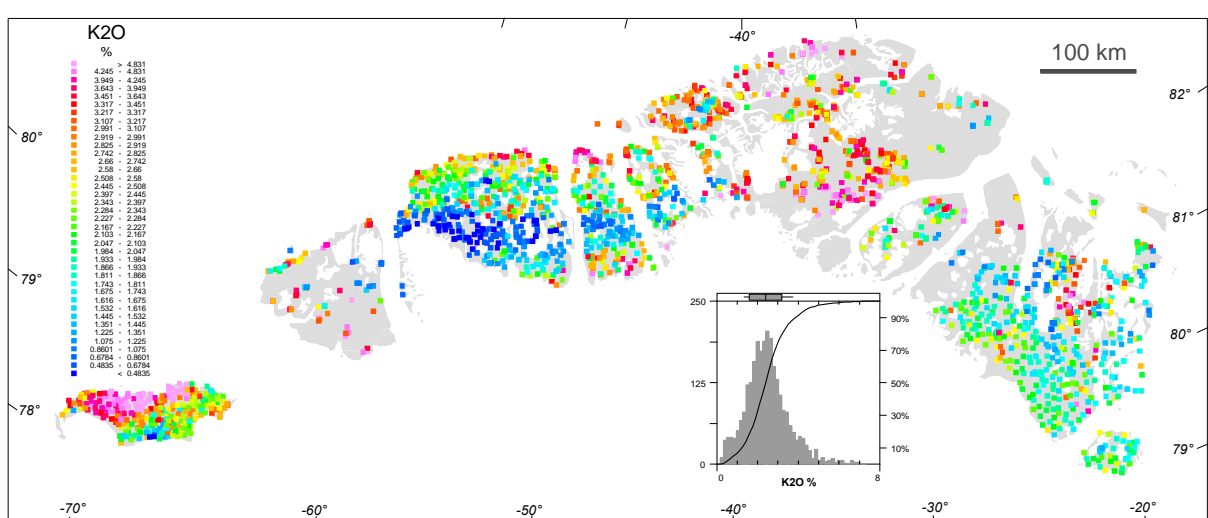 K2O
%
> 4.831
4.245 - 4.831
3.949 - 4.245
3.643 - 3.949
3.451 - 3.643
3.317 - 3.451
3.217 - 3.317
3.107 - 3.217
2.991 - 3.107
2.919 - 2.991
2.825 - 2.919
2.742 - 2.825
2.66 - 2.742
2.58 - 2.66
2.508 - 2.58
2.445 - 2.508
2.397 - 2.445
2.343 - 2.397
2.284 - 2.343
2.227 - 2.284
2.167 - 2.227
2.103 - 2.167
2.047 - 2.103
1.984 - 2.047
1.933 - 1.984
1.866 - 1.933
1.811 - 1.866
1.743 - 1.811
1.675 - 1.743
1.616 - 1.675
1.532 - 1.616
1.445 - 1.532
1.351 - 1.445
1.225 - 1.351
1.075 - 1.225
0.8601 - 1.075
0.6784 - 0.8601
0.4835 - 0.6784
< 0.4835
-40°
100 km
80°
79°
78°
82°
81°
80°
79°
250
125
0
90%
70%
50%
30%
10%
0
8
K2O %
-70°
-60°
-50°
-40°
-30°
-20°